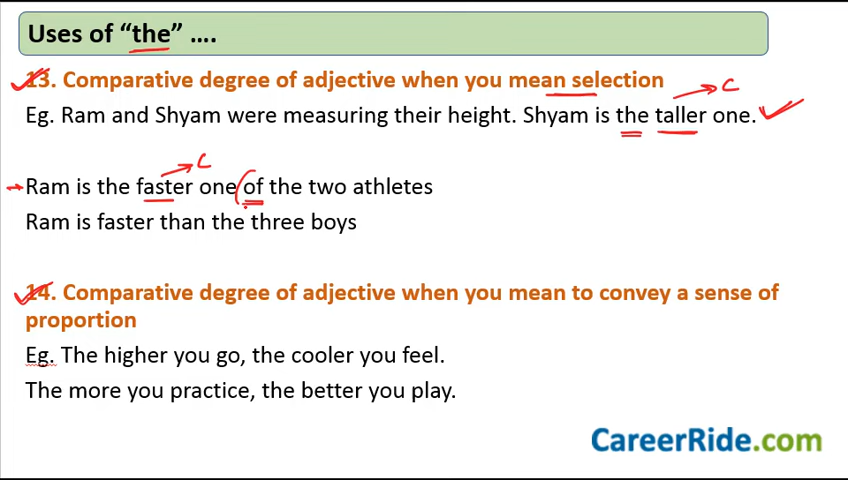 Uses of “the” ....
13. Comparative degree of adjective when you mean selection
C
Eg. Ram and Shyam were measuring their height. Shyam is the taller one.
C
Ram is the faster one of the two athletes
Ram is faster than the three boys
14. Comparative degree of adjective when you mean to convey a sense of
proportion
Eg. The higher you go, the cooler you feel.
The more you practice, the better you play.
CareerRide.com